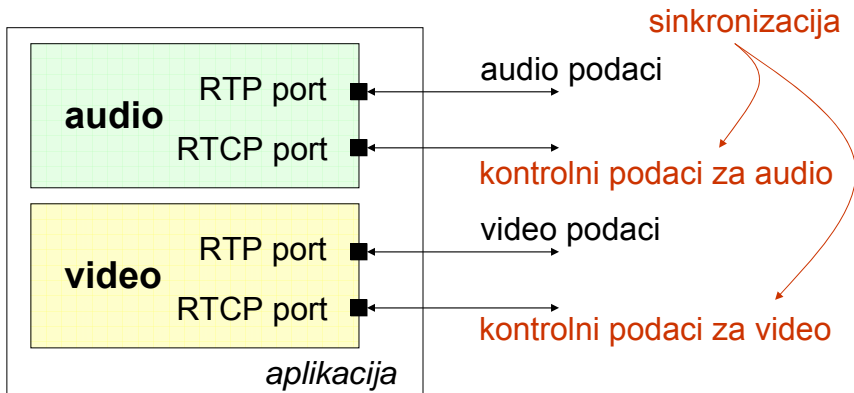 sinkronizacija
audio
RTP port
audio podaci
RTCP port
kontrolni podaci za audio
video
RTP port
video podaci
RTCP port
kontrolni podaci za video
aplikacija